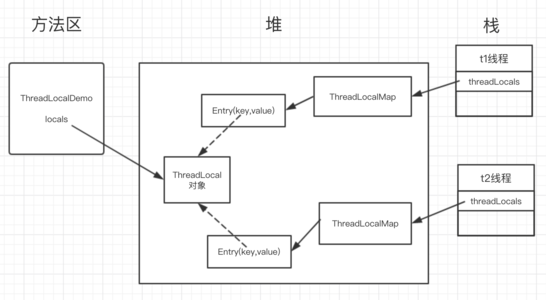 方法区
堆
栈
t1线程
threadLocals
ThreadLocalDemo
locals
ThreadLocalMap
Entry(key,value)
ThreadLocal
对象
t2线程
threadLocals
ThreadLocalMap
Entry(key,value)